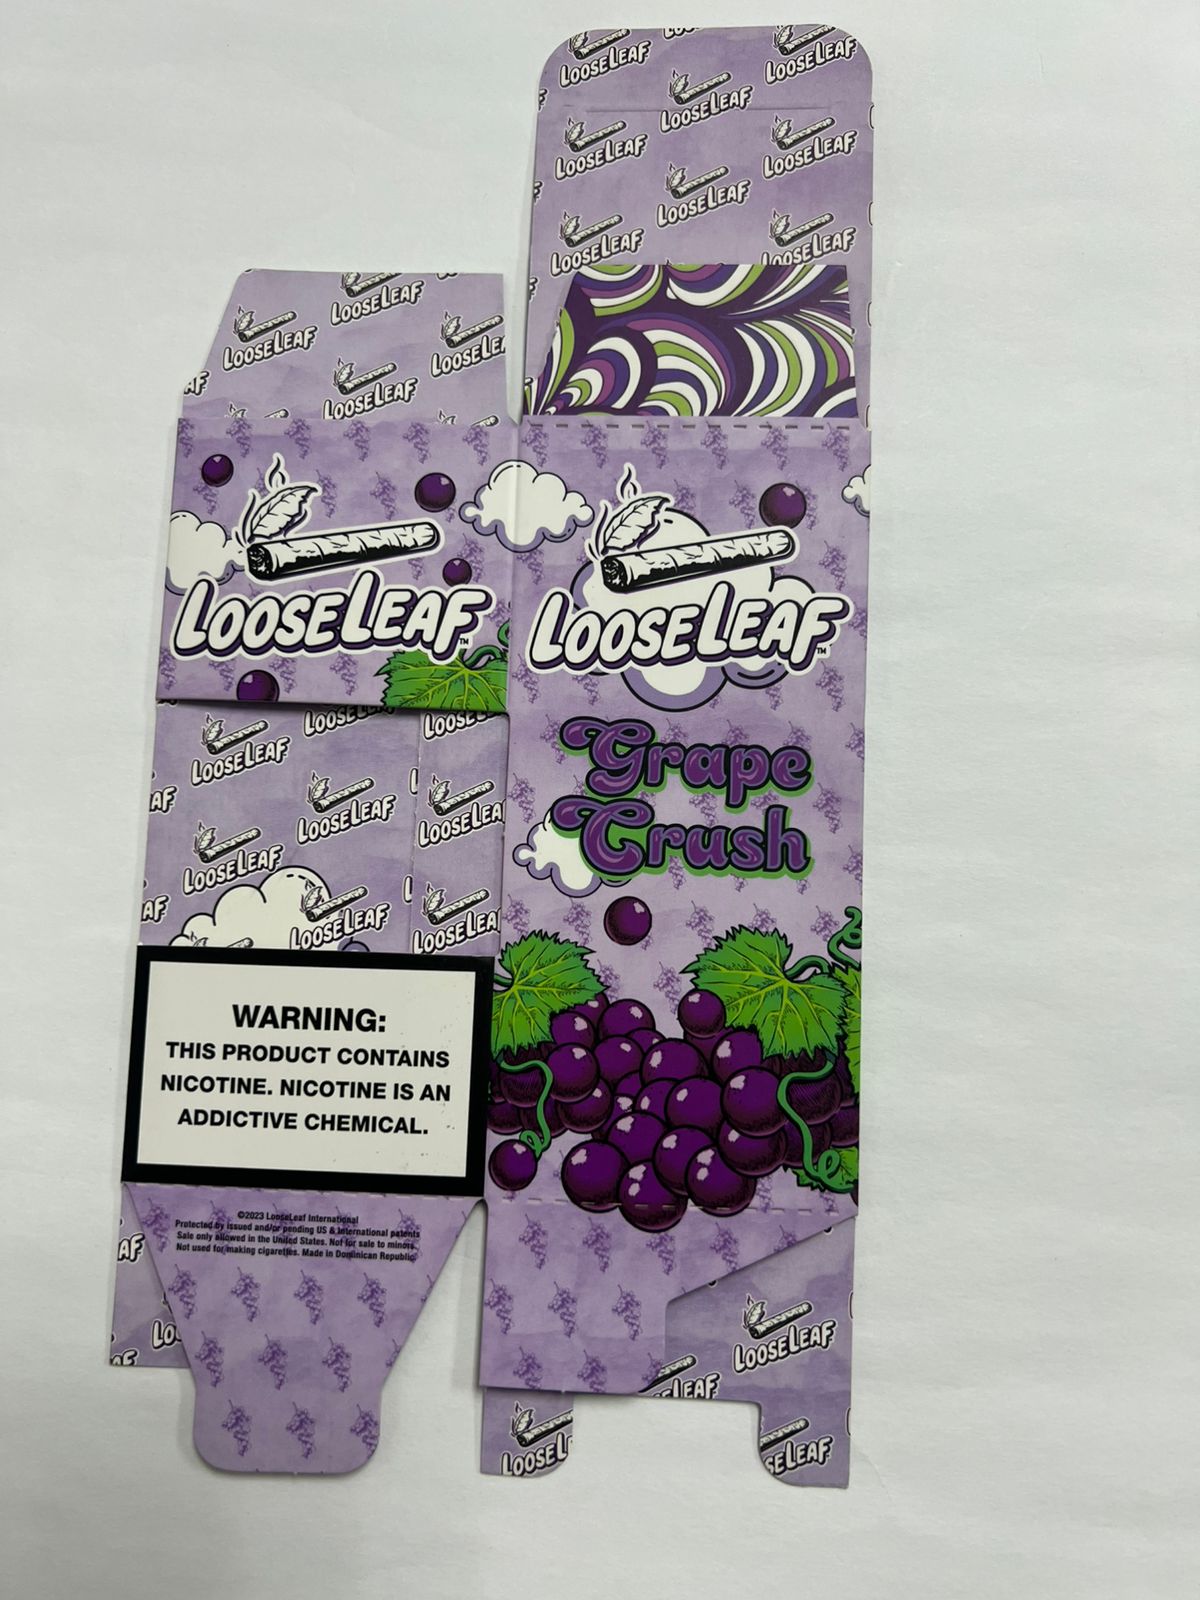 LOOSELEAF
LOOSELEAF
LOOSELEAF
LOOSELEAF
LOOSELEAF
LOOSELEAF
LOOSELEAF
LOOSELEAF
LOOSELEAF
LOOSELEAF
LOOSELEAF
LOOSELEAF
LOOSELEAF™
LOOSELEAF™
Grape
Crush
LOOSELEAF
LOOSELEAF
LOOSELEAF
LOOSELEAF
WARNING:
THIS PRODUCT CONTAINS
NICOTINE. NICOTINE IS AN
ADDICTIVE CHEMICAL.
©2023 LooseLeaf International
Protected by issued and/or pending US & International patents
Sale only allowed in the United States. Not for sale to minors.
Not used for making cigarettes. Made in Dominican Republic
LOOSELEAF